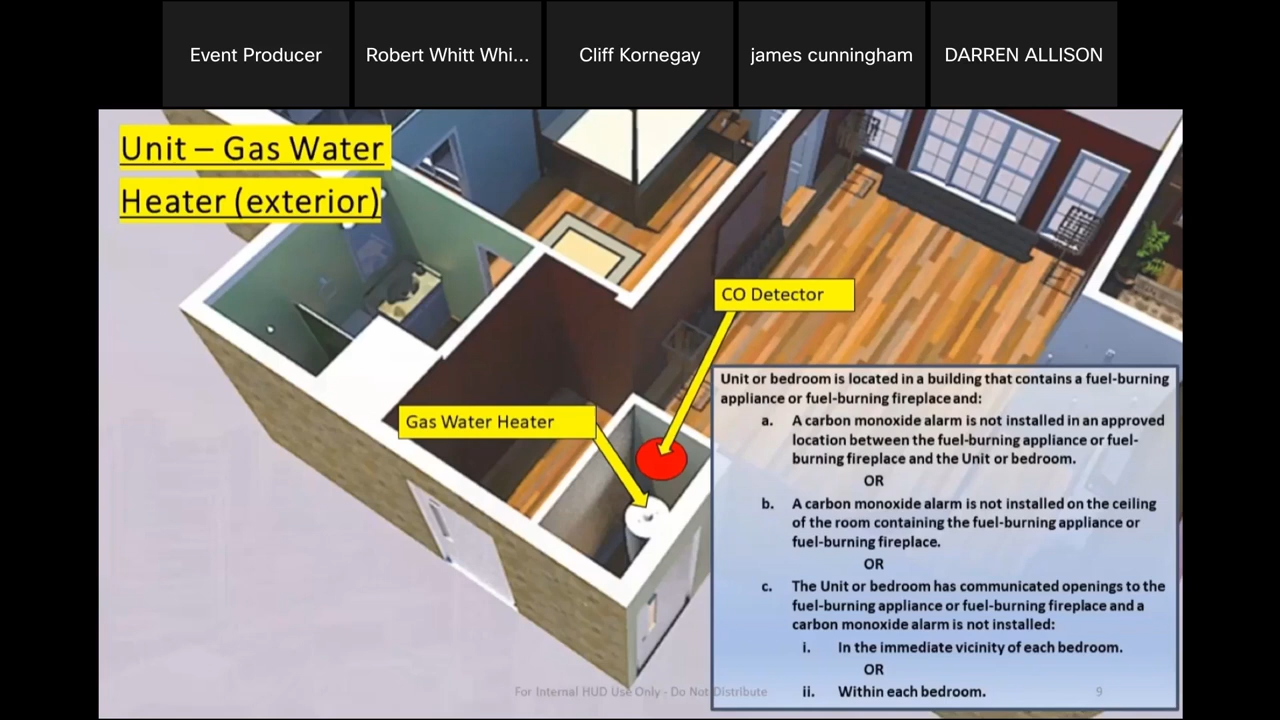 Event Producer
Robert Whitt Whi...
Cliff Kornegay
james cunningham
DARREN ALLISON
Unit – Gas Water
Heater (exterior)
CO Detector
Gas Water Heater
Unit or bedroom is located in a building that contains a fuel-burning
appliance or fuel-burning fireplace and:
a. A carbon monoxide alarm is not installed in an approved
location between the fuel-burning appliance or fuel-
burning fireplace and the Unit or bedroom.
OR
b. A carbon monoxide alarm is not installed on the ceiling
of the room containing the fuel-burning appliance or
fuel-burning fireplace.
OR
c. The Unit or bedroom has communicated openings to the
fuel-burning appliance or fuel-burning fireplace and a
carbon monoxide alarm is not installed:
i. In the immediate vicinity of each bedroom.
OR
ii. Within each bedroom.
For Internal HUD Use Only - Do Not Distribute
9